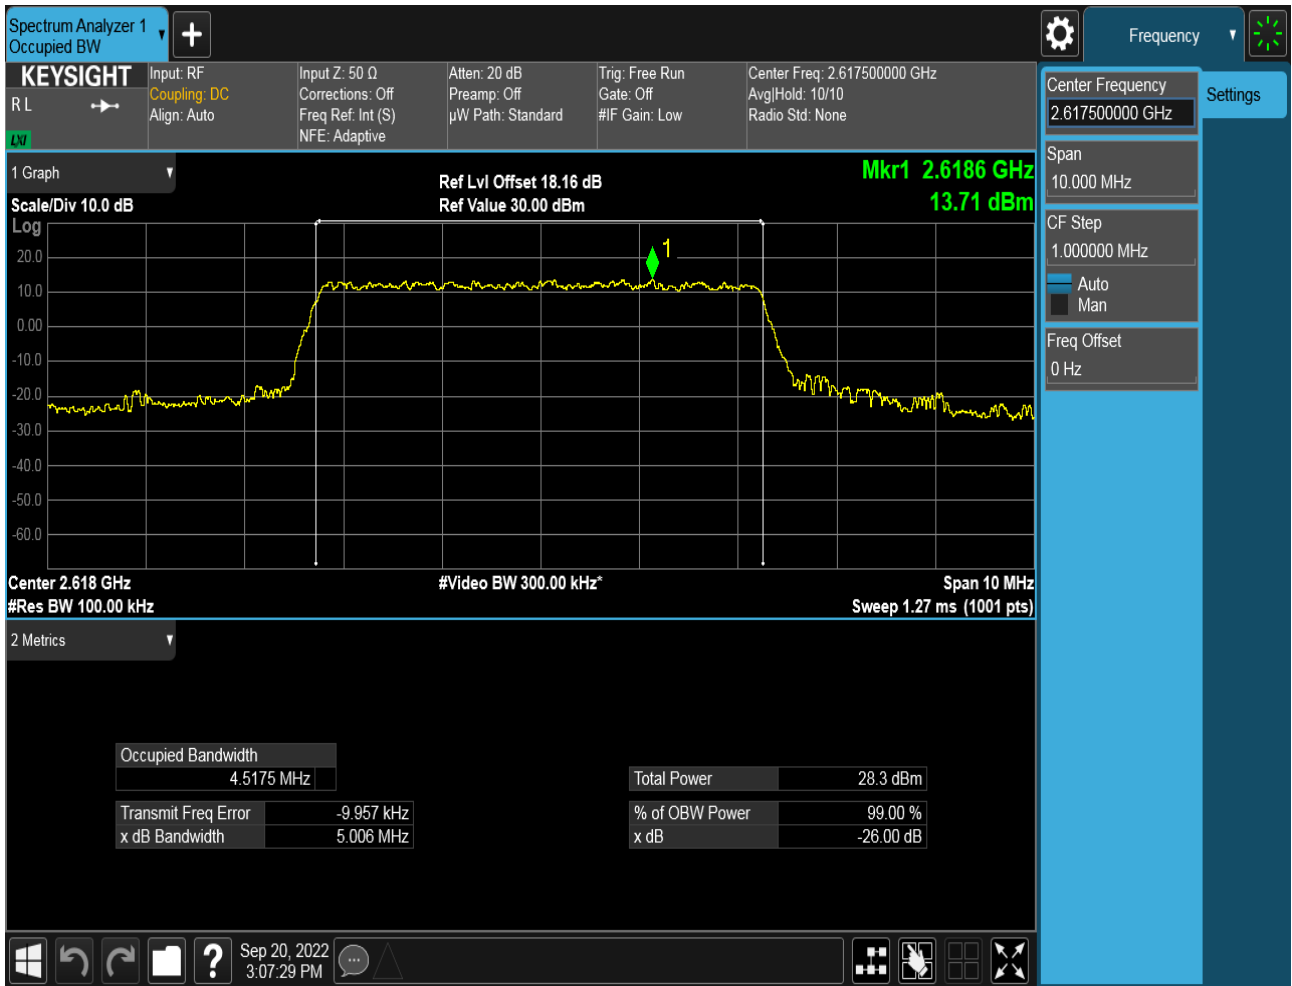 Spectrum Analyzer 1
Occupied BW
Frequency
KEYSIGHT
R L
LXI
Input: RF
Coupling: DC
Align: Auto
Input Z: 50 Ω
Corrections: Off
Freq Ref: Int (S)
NFE: Adaptive
Atten: 20 dB
Preamp: Off
µW Path: Standard
Trig: Free Run
Gate: Off
#IF Gain: Low
Center Freq: 2.617500000 GHz
Avg|Hold: 10/10
Radio Std: None
Center Frequency
2.617500000 GHz
Settings
Span
10.000 MHz
CF Step
1.000000 MHz
Auto
Man
Freq Offset
0 Hz
1 Graph
Scale/Div 10.0 dB
Ref Lvl Offset 18.16 dB
Ref Value 30.00 dBm
Mkr1 2.6186 GHz
13.71 dBm
Log
1
20.0
10.0
0.00
-10.0
-20.0
-30.0
-40.0
-50.0
-60.0
Center 2.618 GHz
#Video BW 300.00 kHz*
Span 10 MHz
#Res BW 100.00 kHz
Sweep 1.27 ms (1001 pts)
2 Metrics
Occupied Bandwidth
4.5175 MHz
Total Power 28.3 dBm
Transmit Freq Error -9.957 kHz
% of OBW Power 99.00 %
x dB Bandwidth 5.006 MHz
x dB -26.00 dB
?
Sep 20, 2022
3:07:29 PM